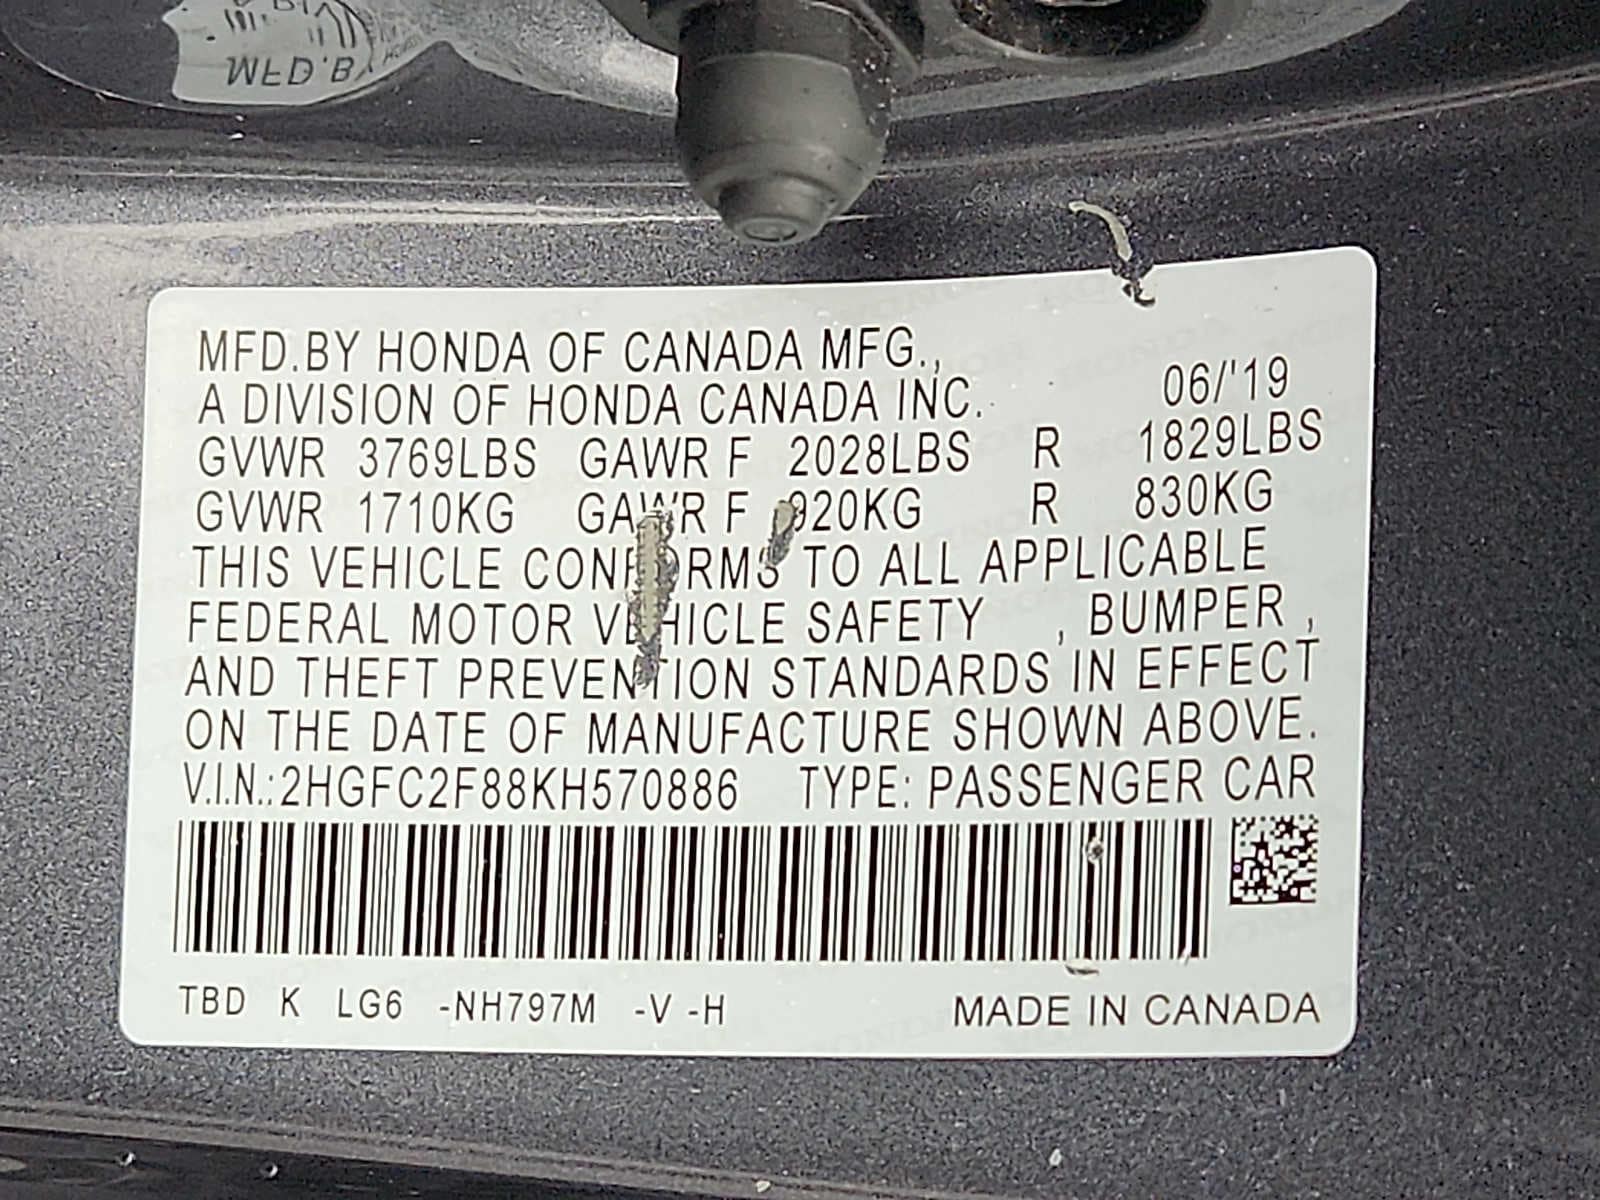 MFD.B
MFD.BY HONDA OF CANADA MFG.,
A DIVISION OF HONDA CANADA INC. 06/'19
GVWR 3769LBS GAWR F 2028LBS R 1829LBS
GVWR 1710KG GAWR F 920KG R 830KG
THIS VEHICLE CONFORMS TO ALL APPLICABLE
FEDERAL MOTOR VEHICLE SAFETY , BUMPER ,
AND THEFT PREVENTION STANDARDS IN EFFECT
ON THE DATE OF MANUFACTURE SHOWN ABOVE.
V.I.N.:2HGFC2F88KH570886 TYPE: PASSENGER CAR
TBD K LG6 -NH797M -V -H MADE IN CANADA